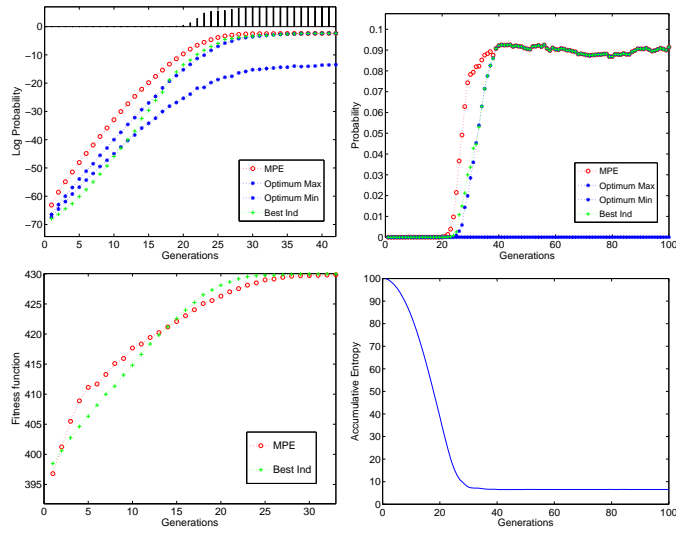 0
−10
−20
−30
−40
−50
−60
−70
Log Probability
0 5 10 15 20 25 30 35 40
Generations
MPE
Optimum Max
Optimum Min
Best Ind
0.1
0.09
0.08
0.07
0.06
0.05
0.04
0.03
0.02
0.01
0
Probability
0 20 40 60 80 100
Generations
MPE
Optimum Max
Optimum Min
Best Ind
430
425
420
415
410
405
400
395
Fitness function
0 5 10 15 20 25 30
Generations
MPE
Best Ind
100
90
80
70
60
50
40
30
20
10
0
Accumulative Entropy
0 20 40 60 80 100
Generations